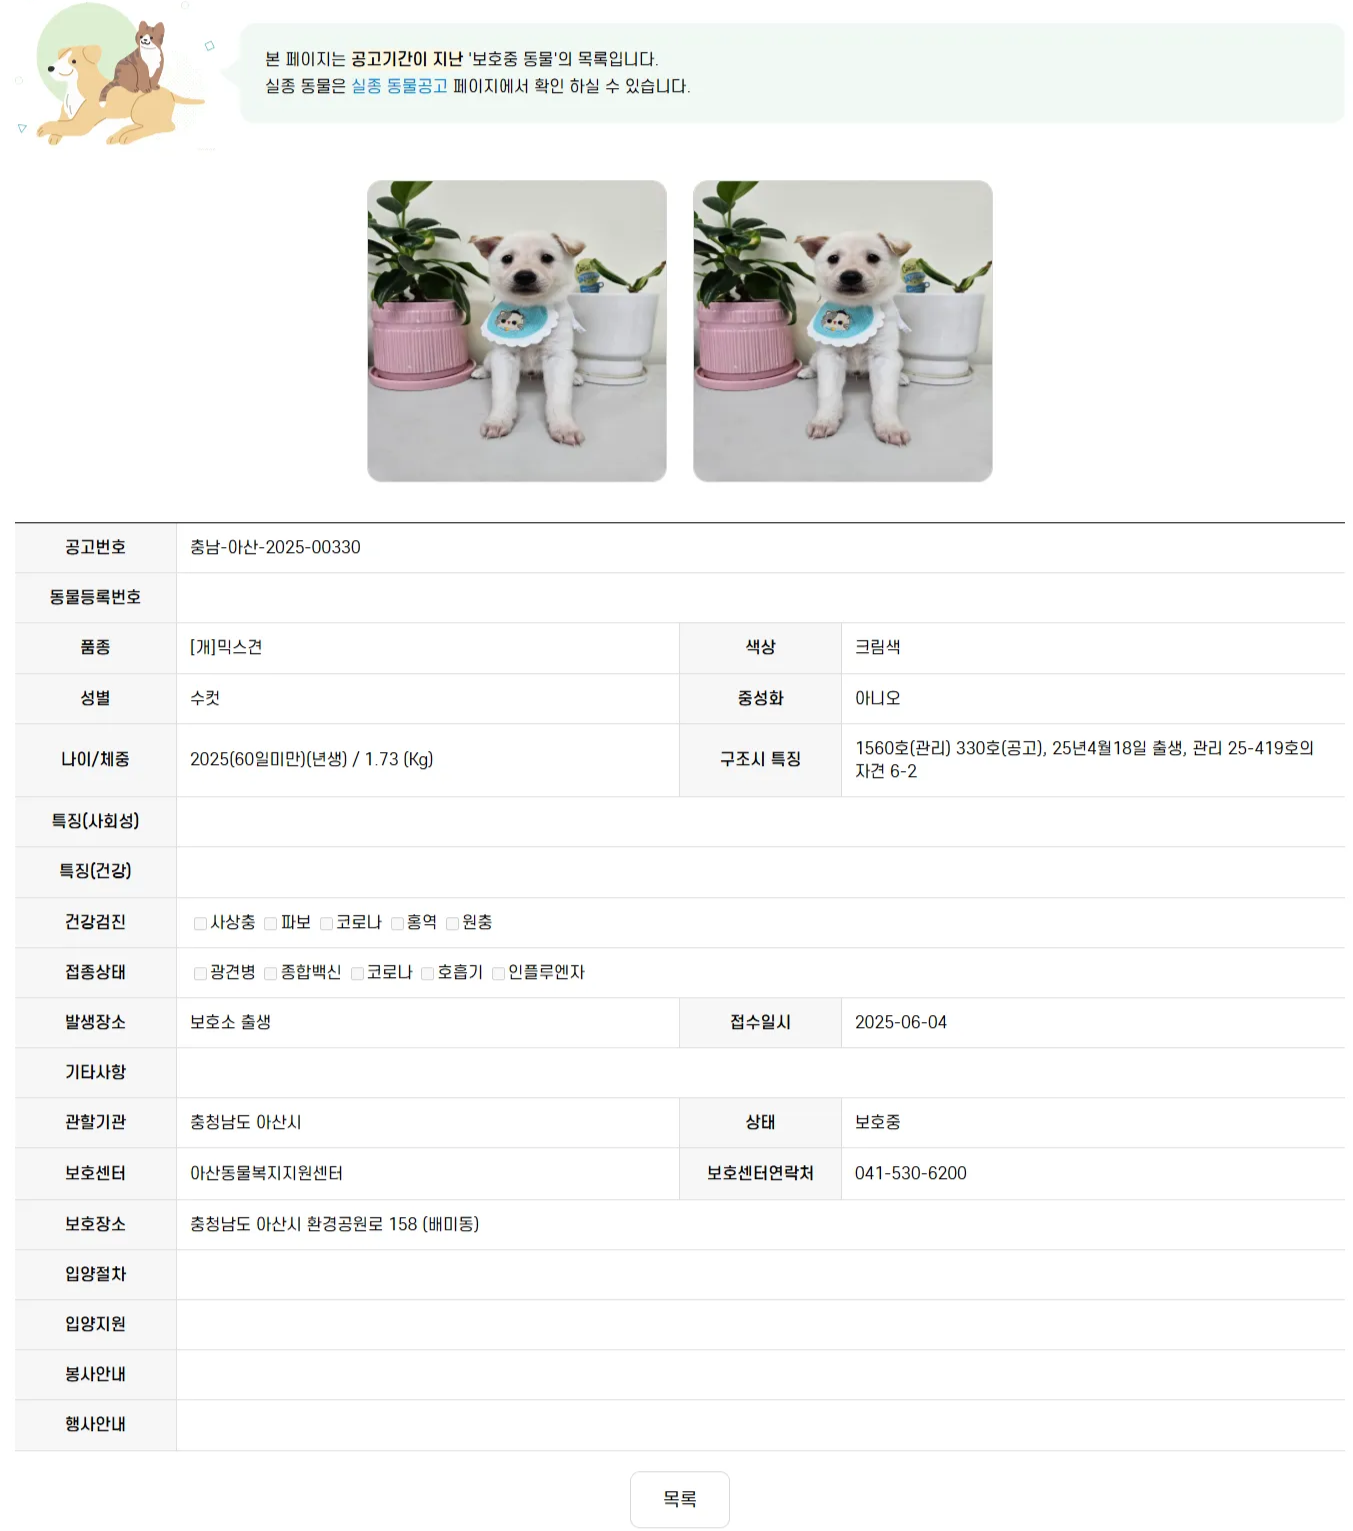 본 페이지는 공고기간이 지난 '보호중 동물'의 목록입니다.
실종 동물은 실종 동물공고 페이지에서 확인 하실 수 있습니다.
공고번호 충남-아산-2025-00330
동물등록번호
품종 [개]믹스견 색상 크림색
성별 수컷 중성화 아니오
나이/체중 2025(60일미만)(년생) / 1.73 (Kg) 구조시 특징 1560호(관리) 330호(공고), 25년4월18일 출생, 관리 25-419호의
자견 6-2
특징(사회성)
특징(건강)
건강검진 사상충 파보 코로나 홍역 원충
접종상태 광견병 종합백신 코로나 호흡기 인플루엔자
발생장소 보호소 출생 접수일시 2025-06-04
기타사항
관할기관 충청남도 아산시 상태 보호중
보호센터 아산동물복지지원센터 보호센터연락처 041-530-6200
보호장소 충청남도 아산시 환경공원로 158 (배미동)
입양절차
입양지원
봉사안내
행사안내
목록